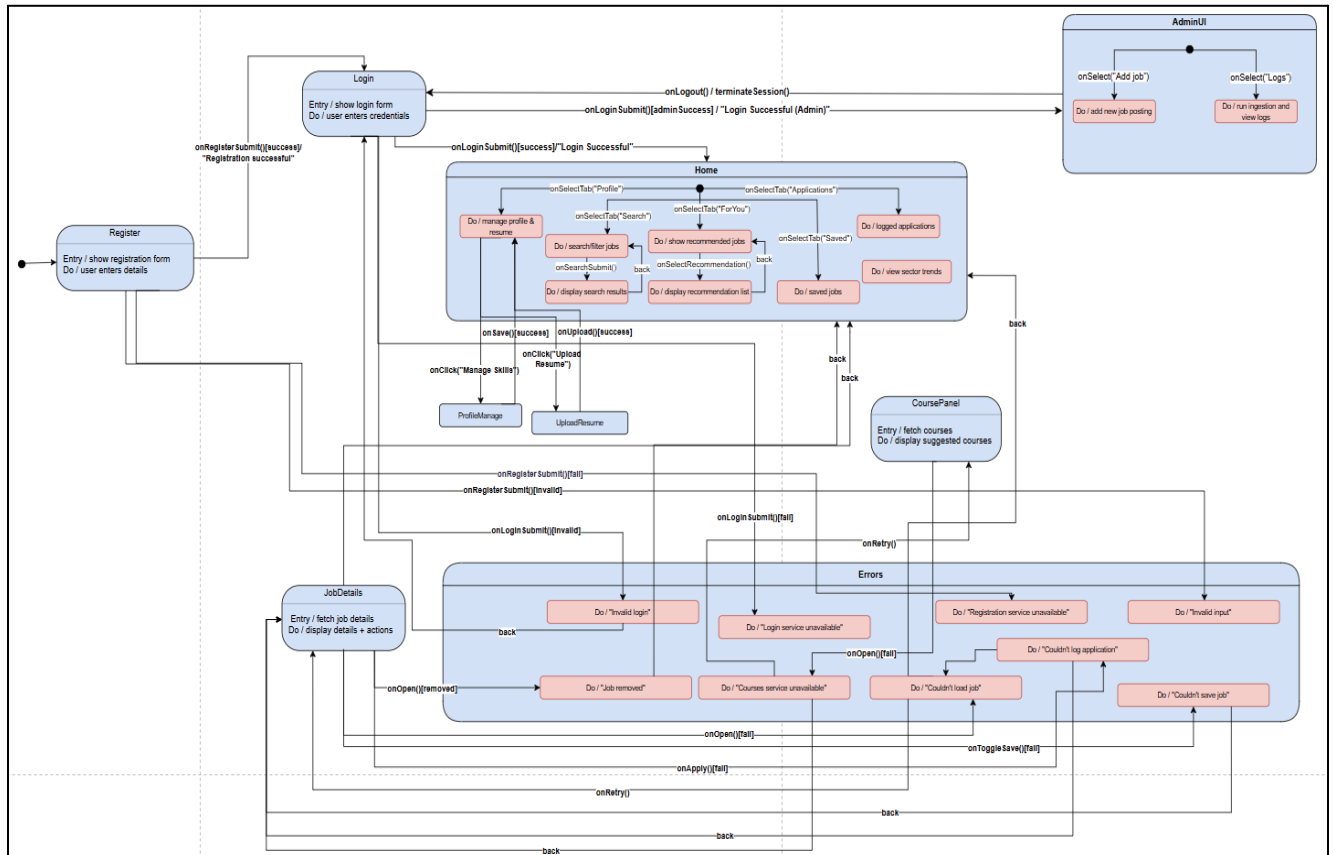 AdminUI
onSelect("Add job")
onSelect("Logs")
Do / add new job posting
Do / run ingestion and
view logs
Login
Entry / show login form
Do / user enters credentials
onLogout() / terminateSession()
onLoginSubmit()[adminSuccess] / "Login Successful (Admin)"
onRegisterSubmit()[success]/
"Registration successful"
onLoginSubmit()[success]/"Login Successful"
Home
onSelectTab("Profile")
onSelectTab("Applications")
onSelectTab("Search")
onSelectTab("ForYou")
onSelectTab("Saved")
Do / manage profile &
resume
Do / search/filter jobs
Do / show recommended jobs
Do / logged applications
onSearchSubmit()
back
onSelectRecommendation()
back
Do / view sector trends
Do / display search results
Do / display recommendation list
Do / saved jobs
Register
Entry / show registration form
Do / user enters details
onSave()[success]
onUpload()[success]
onClick("Upload
Resume")
onClick("Manage Skills")
back
back
back
ProfileManage
UploadResume
CoursePanel
Entry / fetch courses
Do / display suggested courses
onRegisterSubmit()[fail]
onRegisterSubmit()[invalid]
onLoginSubmit()[fail]
onLoginSubmit()[invalid]
onRetry()
Errors
JobDetails
Entry / fetch job details
Do / display details + actions
Do / "Invalid login"
Do / "Login service unavailable"
Do / "Registration service unavailable"
Do / "Invalid input"
back
onOpen()[fail]
Do / "Couldn't log application"
onOpen()[removed]
Do / "Job removed"
Do / "Courses service unavailable"
Do / "Couldn't load job"
Do / "Couldn't save job"
onOpen()[fail]
onToggleSave()[fail]
onApply()[fail]
onRetry()
back
back
back